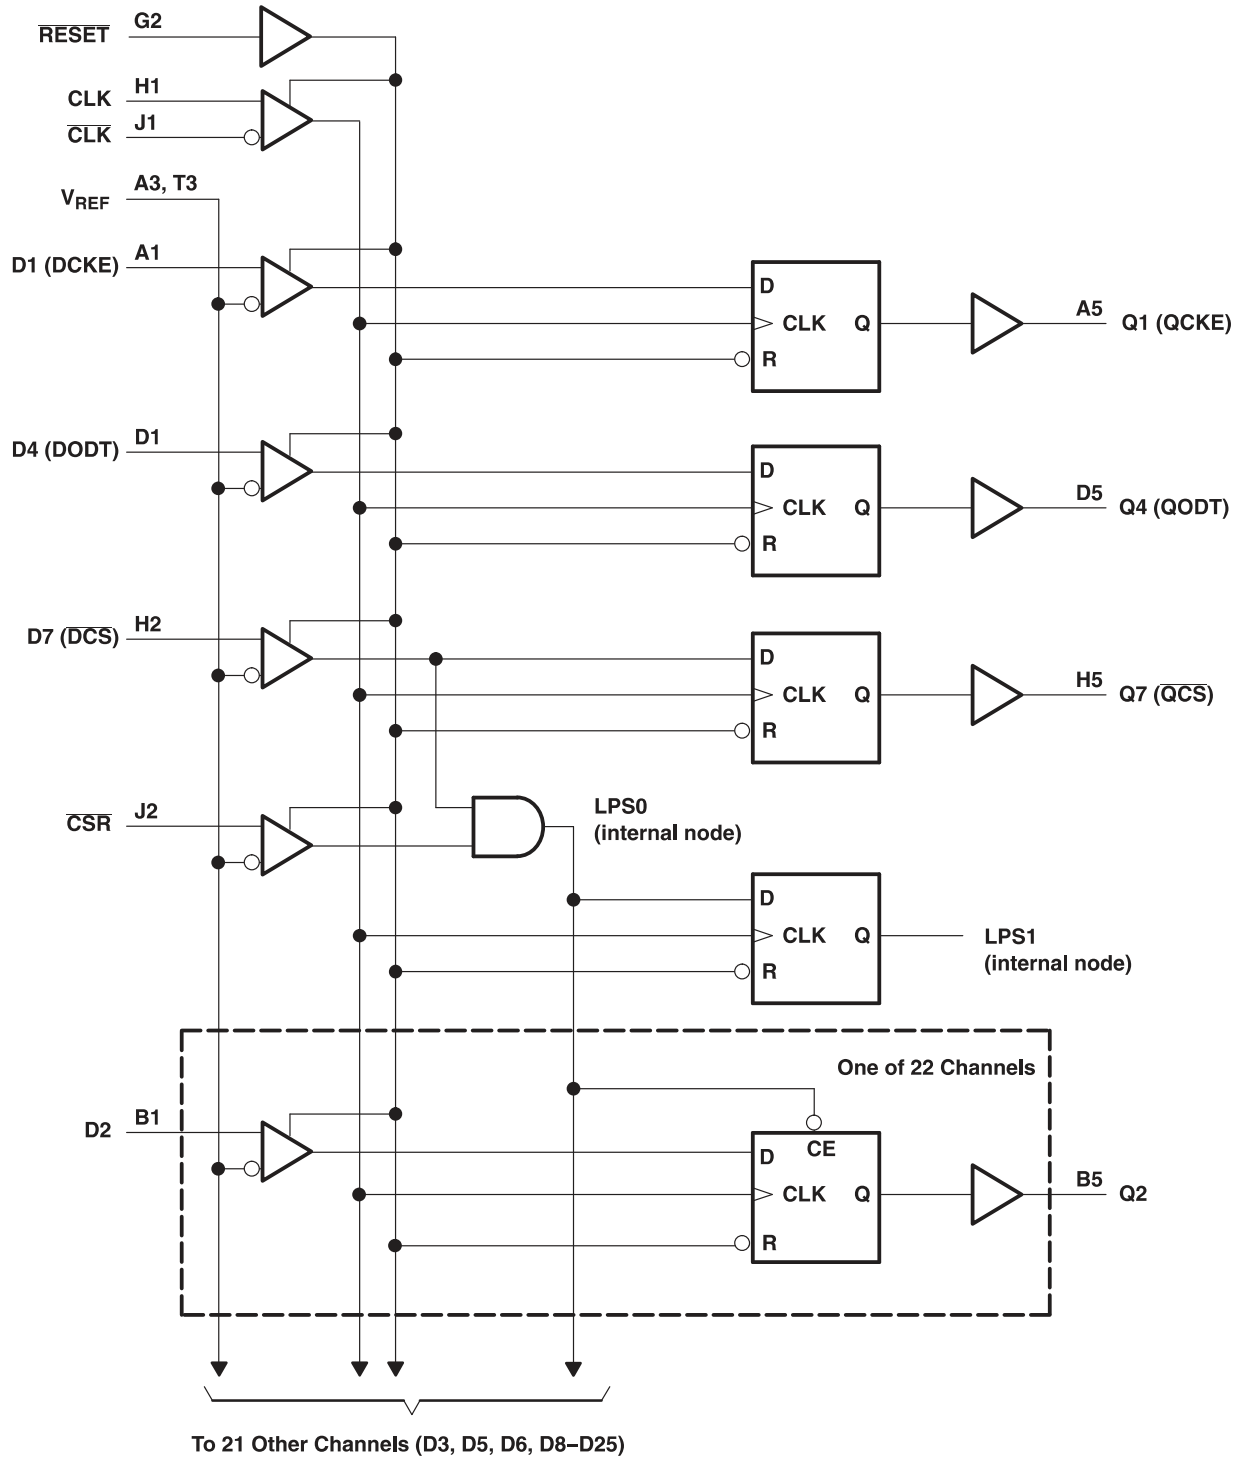 RESET G2
CLK H1
CLK J1
VREF A3, T3
D1 (DCKE) A1
D
CLK Q
R
A5 Q1 (QCKE)
D4 (DODT) D1
D
CLK Q
R
D5 Q4 (QODT)
D7 (DCS) H2
D
CLK Q
R
H5 Q7 (QCS)
CSR J2
LPS0
(internal node)
D
CLK Q
R
LPS1
(internal node)
One of 22 Channels
D2 B1
CE
D
CLK Q
R
B5 Q2
To 21 Other Channels (D3, D5, D6, D8–D25)